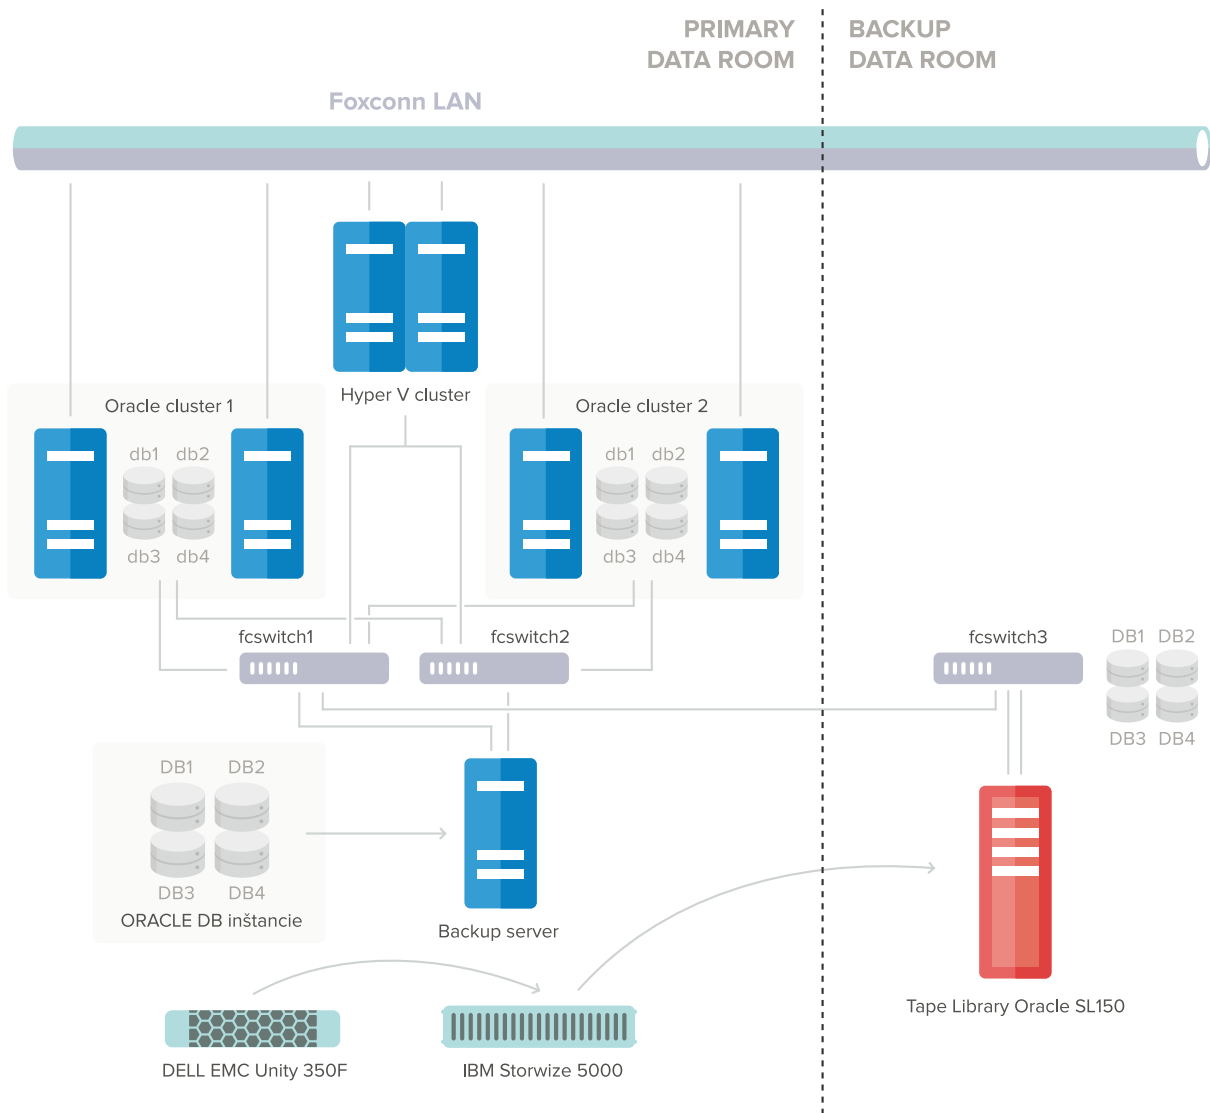 PRIMARY
DATA ROOM
BACKUP
DATA ROOM
Foxconn LAN
Hyper V cluster
Oracle cluster 1
db1 db2
db3 db4
Oracle cluster 2
db1 db2
db3 db4
fcswitch1
fcswitch2
fcswitch3
DB1 DB2
DB3 DB4
DB1 DB2
DB3 DB4
ORACLE DB inštancie
Backup server
Tape Library Oracle SL150
DELL EMC Unity 350F
IBM Storwize 5000